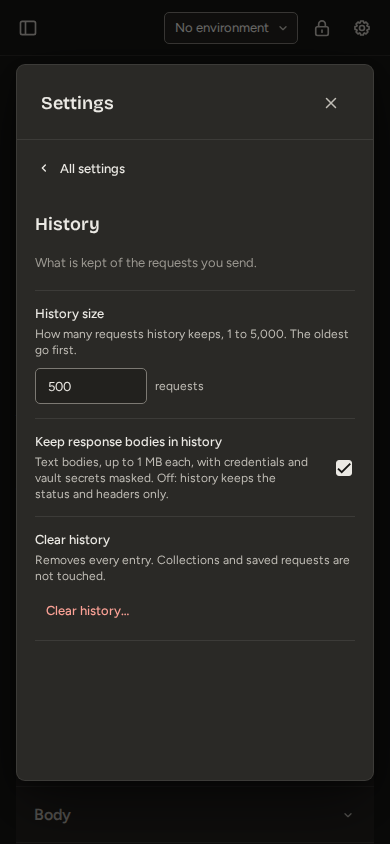 No environment
Settings
All settings
History
What is kept of the requests you send.
History size
How many requests history keeps, 1 to 5,000. The oldest
go first.
500 requests
Keep response bodies in history
Text bodies, up to 1 MB each, with credentials and
vault secrets masked. Off: history keeps the
status and headers only.
Clear history
Removes every entry. Collections and saved requests are
not touched.
Clear history...
Body